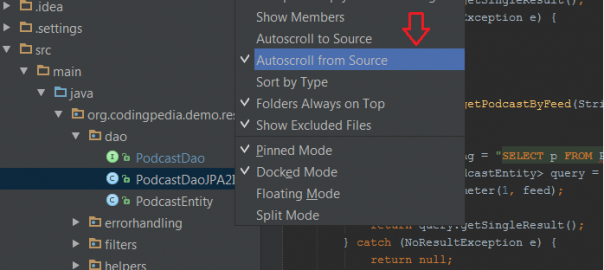 .idea
.settings
src
main
java
org.codingpedia.demo.res
dao
PodcastDao
PodcastDaoJPA2I
PodcastEntity
errorhandling
filters
helpers
Show Members
Autoscroll to Source
Autoscroll from Source
Sort by Type
Folders Always on Top
Show Excluded Files
Pinned Mode
Docked Mode
Floating Mode
Split Mode
getSingleResult();
Exception e) {
getPodcastByFeed(Stri
g = "SELECT p FROM P
dcastEntity> query =
meter(1, feed);
return query.getSingleResult();
} catch (NoResultException e) {
return null;